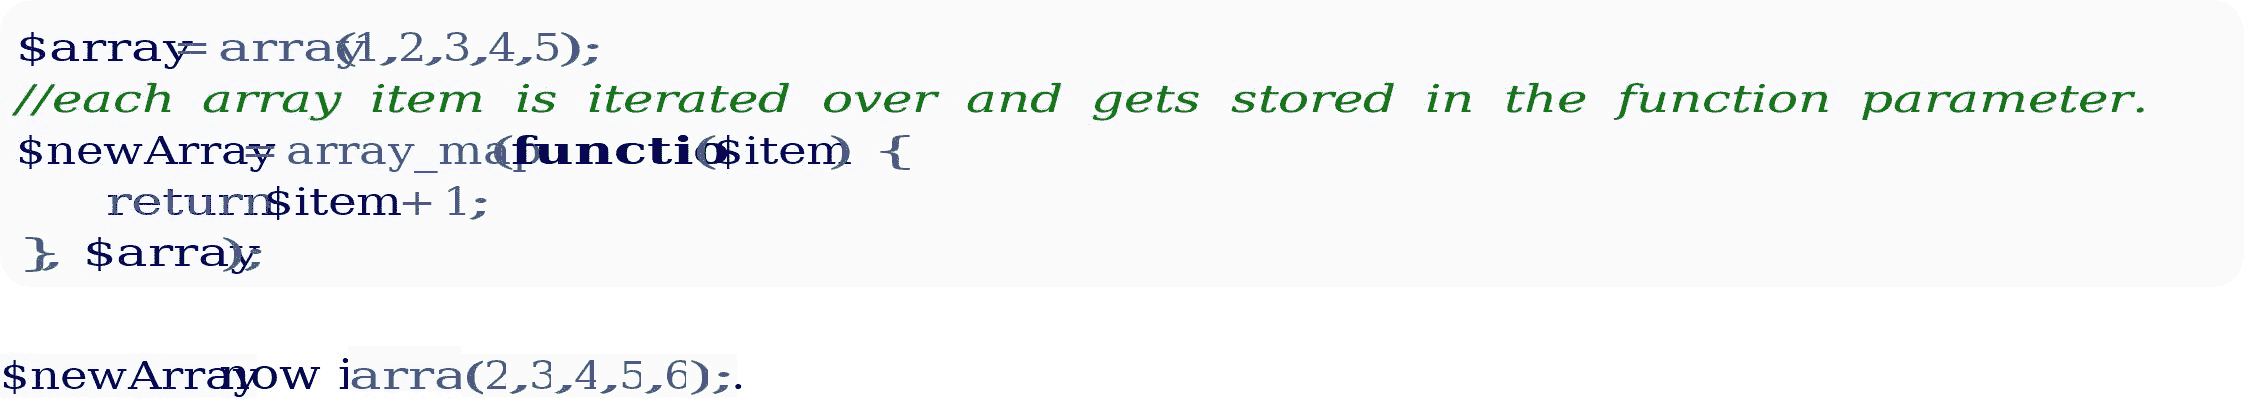 $array = array(1,2,3,4,5);
//each array item is iterated over and gets stored in the function parameter.
$newArray = array_map(function($item) {
return $item + 1;
}, $array);
$newArray now is array(2,3,4,5,6);.